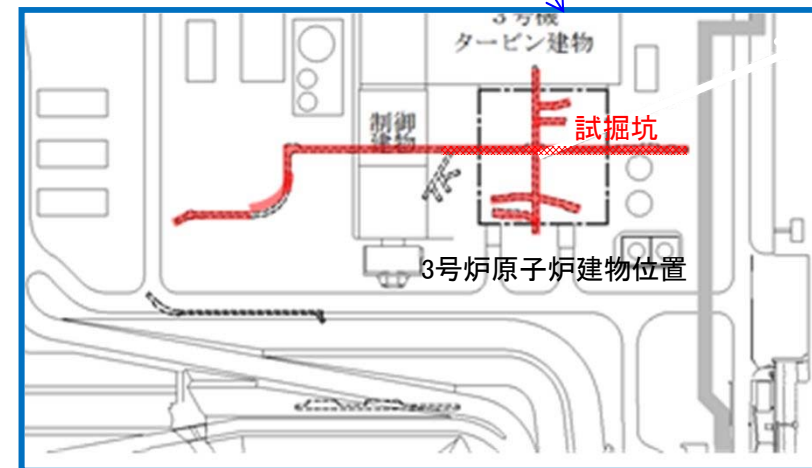 3号機
タービン建物
制御
建物
試掘坑
3号炉原子炉建物位置